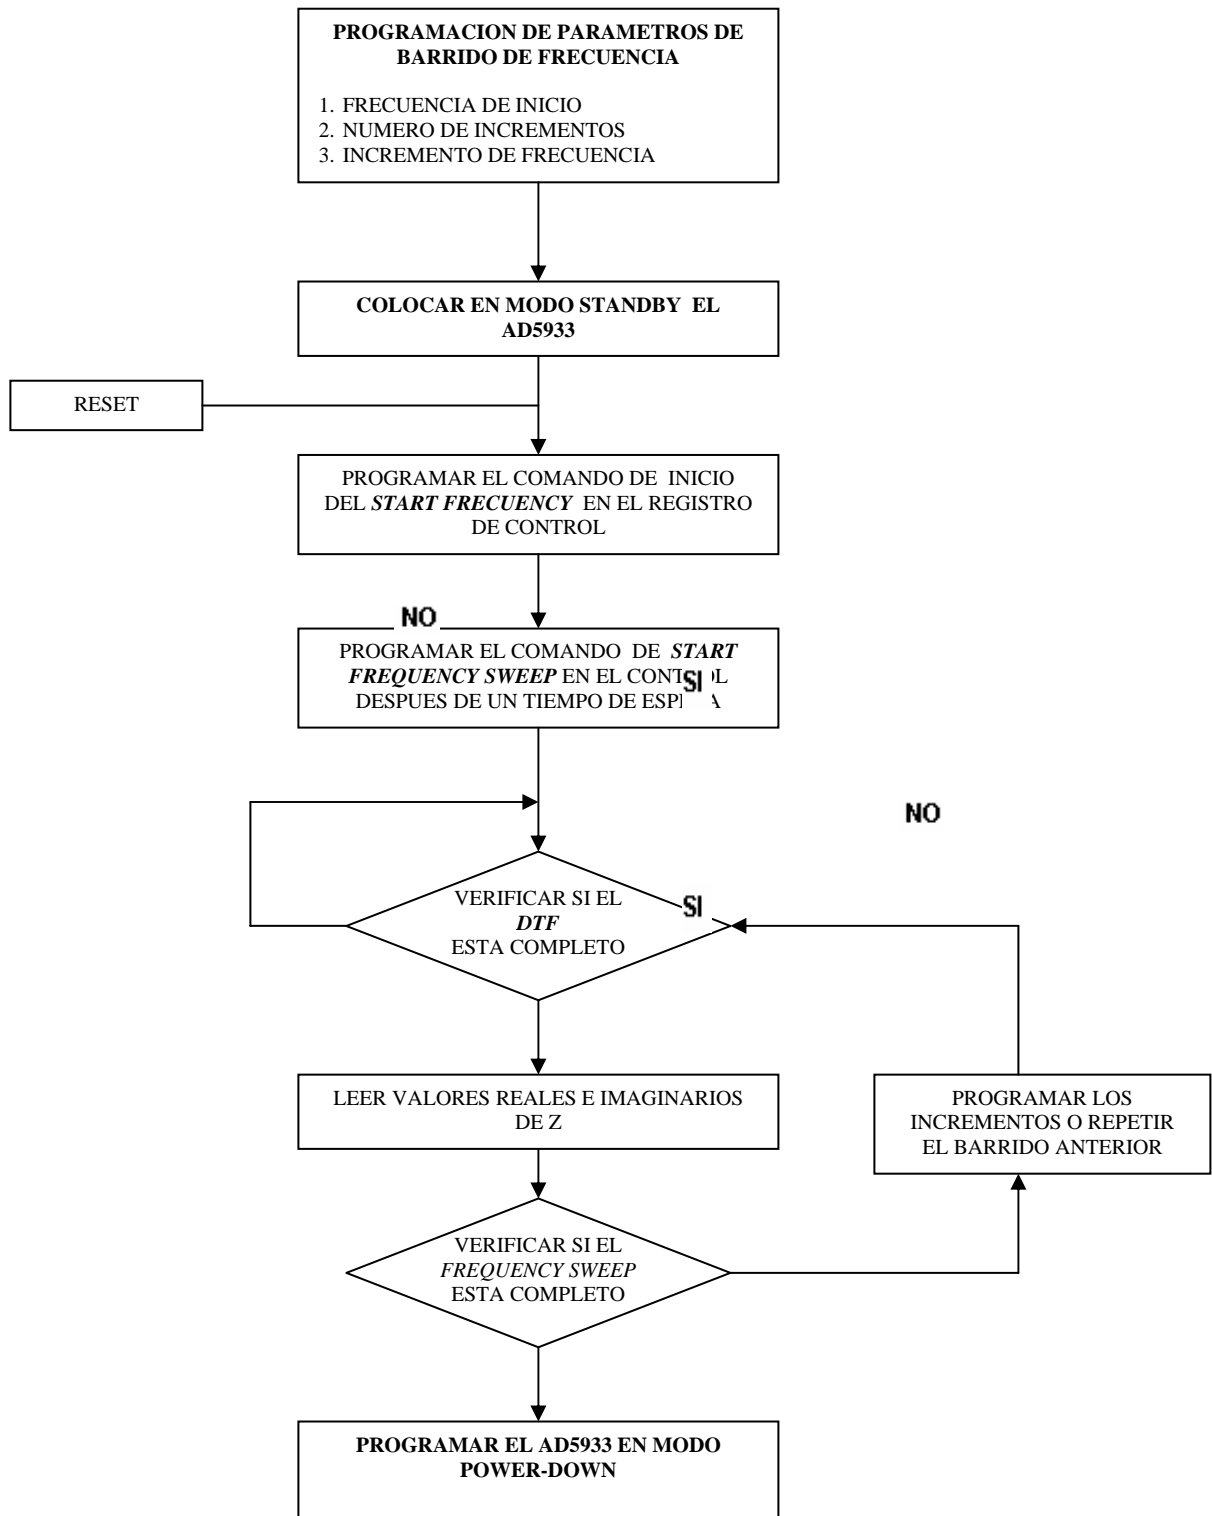 PROGRAMACION DE PARAMETROS DE
BARRIDO DE FRECUENCIA
1. FRECUENCIA DE INICIO
2. NUMERO DE INCREMENTOS
3. INCREMENTO DE FRECUENCIA
COLOCAR EN MODO STANDBY EL
AD5933
RESET
PROGRAMAR EL COMANDO DE INICIO
DEL START FRECUENCY EN EL REGISTRO
DE CONTROL
NO
PROGRAMAR EL COMANDO DE START
FREQUENCY SWEEP EN EL
SI
DESPUES DE UN TIEMPO DE
NO
VERIFICAR SI EL
SI
DTF
ESTA COMPLETO
LEER VALORES REALES E IMAGINARIOS
DE Z
PROGRAMAR LOS
INCREMENTOS O REPETIR
EL BARRIDO ANTERIOR
VERIFICAR SI EL
FREQUENCY SWEEP
ESTA COMPLETO
PROGRAMAR EL AD5933 EN MODO
POWER-DOWN